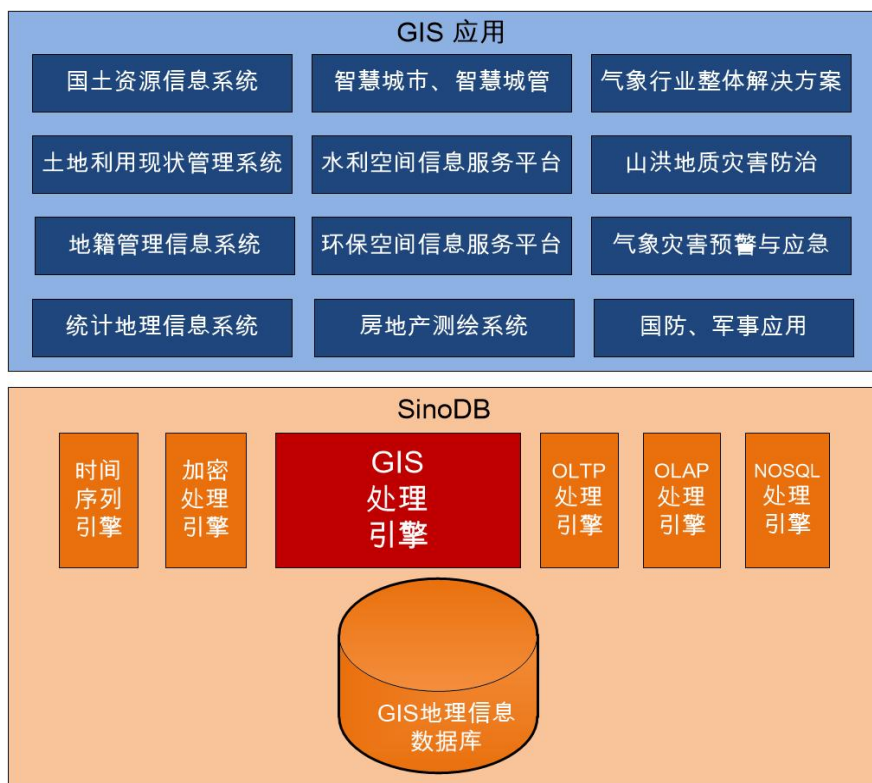 GIS 应用
国土资源信息系统
智慧城市、智慧城管
气象行业整体解决方案
土地利用现状管理系统
水利空间信息服务平台
山洪地质灾害防治
地籍管理信息系统
环保空间信息服务平台
气象灾害预警与应急
统计地理信息系统
房地产测绘系统
国防、军事应用
SinoDB
时间
序列
引擎
加密
处理
引擎
GIS
处理
引擎
OLTP
处理
引擎
OLAP
处理
引擎
NOSQL
处理
引擎
GIS地理信息
数据库